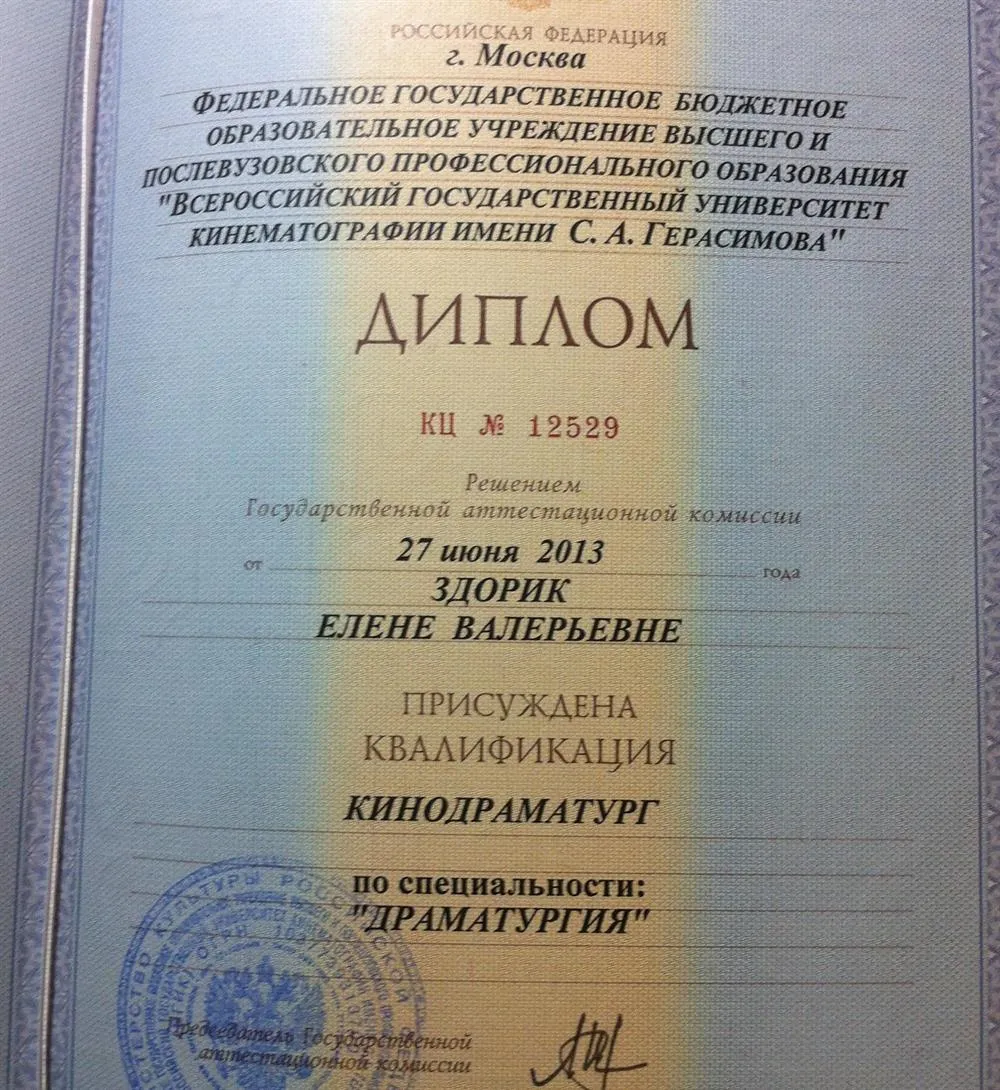 РОССИЙСКАЯ ФЕДЕРАЦИЯ
г. Москва
ФЕДЕРАЛЬНОЕ ГОСУДАРСТВЕННОЕ БЮДЖЕТНОЕ
ОБРАЗОВАТЕЛЬНОЕ УЧРЕЖДЕНИЕ ВЫСШЕГО И
ПОСЛЕВУЗОВСКОГО ПРОФЕССИОНАЛЬНОГО ОБРАЗОВАНИЯ
"ВСЕРОССИЙСКИЙ ГОСУДАРСТВЕННЫЙ УНИВЕРСИТЕТ
КИНЕМАТОГРАФИИ ИМЕНИ С. А. ГЕРАСИМОВА"
ДИПЛОМ
КЦ № 12529
Решением
Государственной аттестационной комиссии
от 27 июня 2013 года
ЗДОРИК
ЕЛЕНЕ ВАЛЕРЬЕВНЕ
ПРИСУЖДЕНА
КВАЛИФИКАЦИЯ
КИНОДРАМАТУРГ
по специальности:
"ДРАМАТУРГИЯ"
КУЛЬТУРЫ РОССИЙСКОЙ
Председатель Государственной
аттестационной комиссии